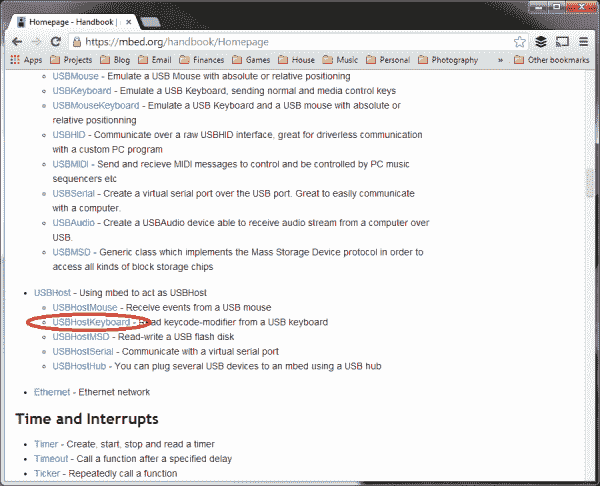 Homepage - Handbook |
https://mbed.org/handbook/Homepage
Apps Projects Blog Email Finances Games House Music Personal Photography » Other bookmarks
USBMouse - Emulate a USB Mouse with absolute or relative positioning
USBKeyboard - Emulate a USB Keyboard, sending normal and media control keys
USBMouseKeyboard - Emulate a USB Keyboard and a USB mouse with absolute or
relative positionning
USBHID - Communicate over a raw USBHID interface, great for driverless communication
with a custom PC program
USBMIDI - Send and recieve MIDI messages to control and be controlled by PC music
sequencers etc
USBSerial - Create a virtual serial port over the USB port. Great to easily communicate
with a computer.
USBAudio - Create a USBAudio device able to receive audio stream from a computer over
USB.
USBMSD - Generic class which implements the Mass Storage Device protocol in order to
access all kinds of block storage chips
USBHost - Using mbed to act as USBHost
USBHostMouse - Receive events from a USB mouse
USBHostKeyboard - Read keycode-modifier from a USB keyboard
USBHostMSD - Read-write a USB flash disk
USBHostSerial - Communicate with a virtual serial port
USBHostHub - You can plug several USB devices to an mbed using a USB hub
Ethernet - Ethernet network
Time and Interrupts
Timer - Create, start, stop and read a timer
Timeout - Call a function after a specified delay
Ticker - Repeatedly call a function